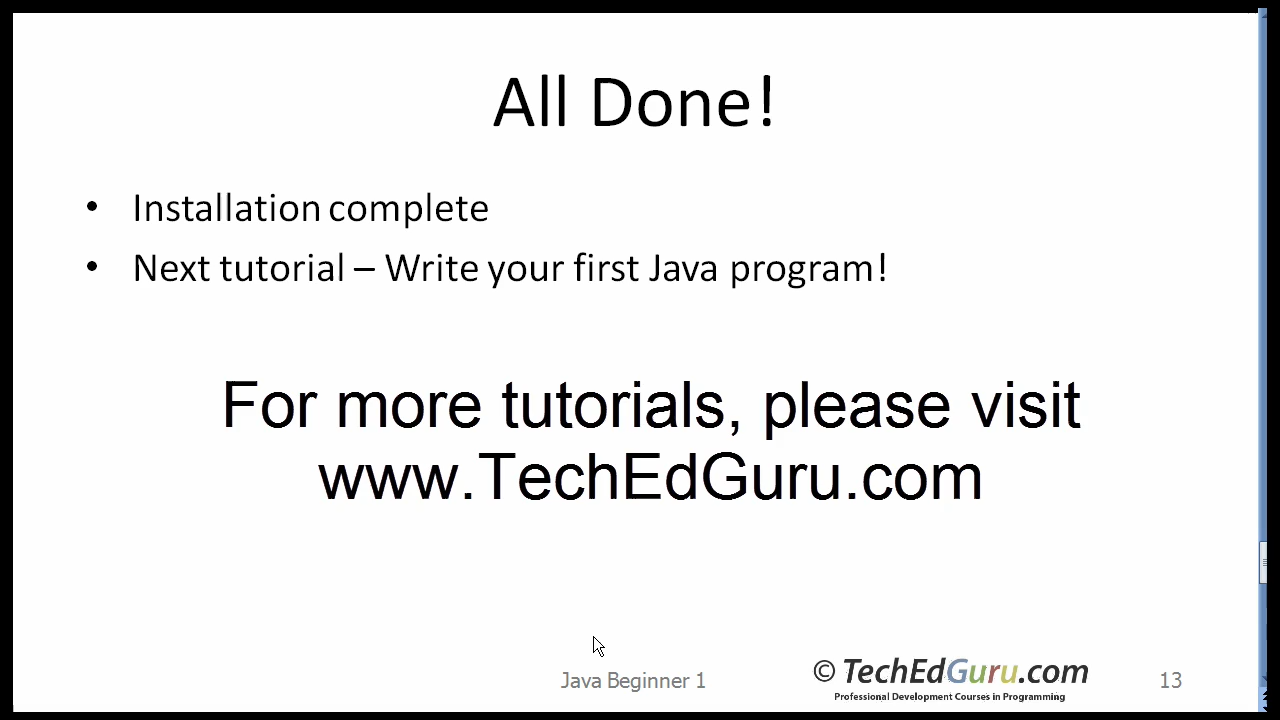 All Done!
• Installation complete
• Next tutorial – Write your first Java program!
For more tutorials, please visit
www.TechEdGuru.com
Java Beginner 1
© TechEdGuru.com
Professional Development Courses in Programming
13